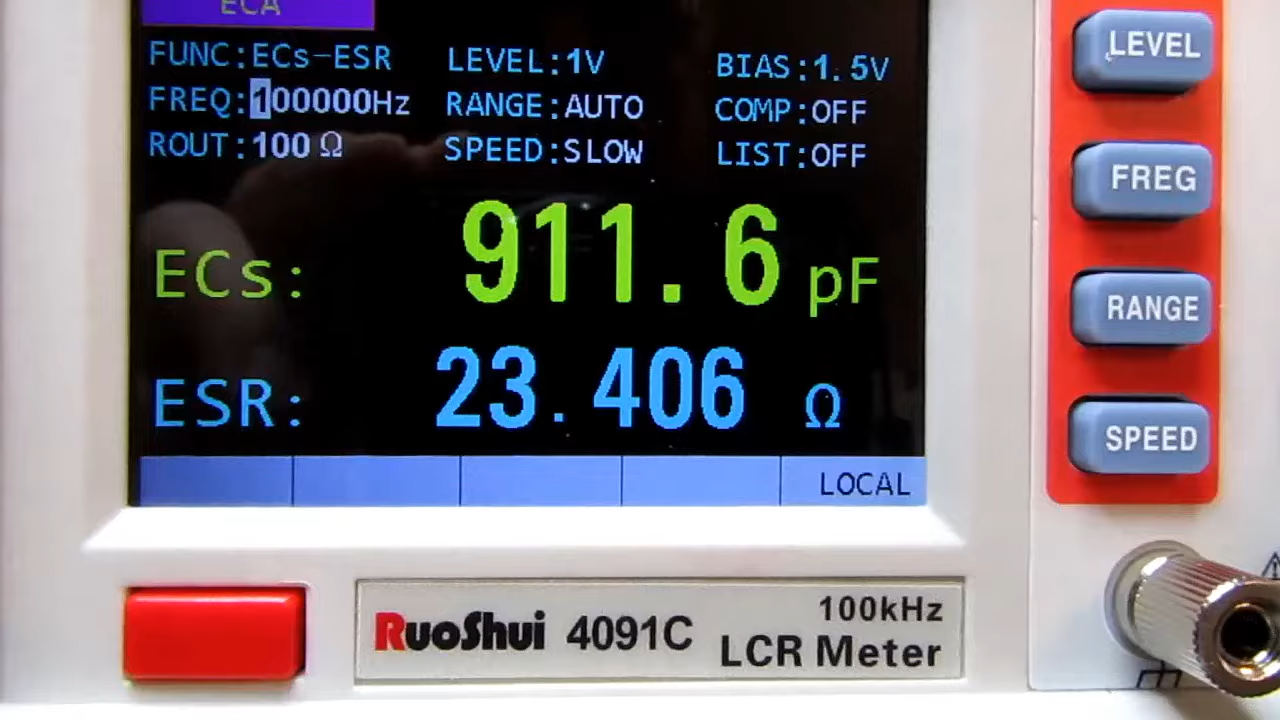 ECA
FUNC:ECs-ESR LEVEL:1V BIAS:1.5V
FREQ:100000Hz RANGE:AUTO COMP:OFF
ROUT:100 Ω SPEED:SLOW LIST:OFF
ECs: 911.6 pF
ESR: 23.406 Ω
LOCAL
LEVEL
FREG
RANGE
SPEED
RuoShui 4091C
100kHz
LCR Meter